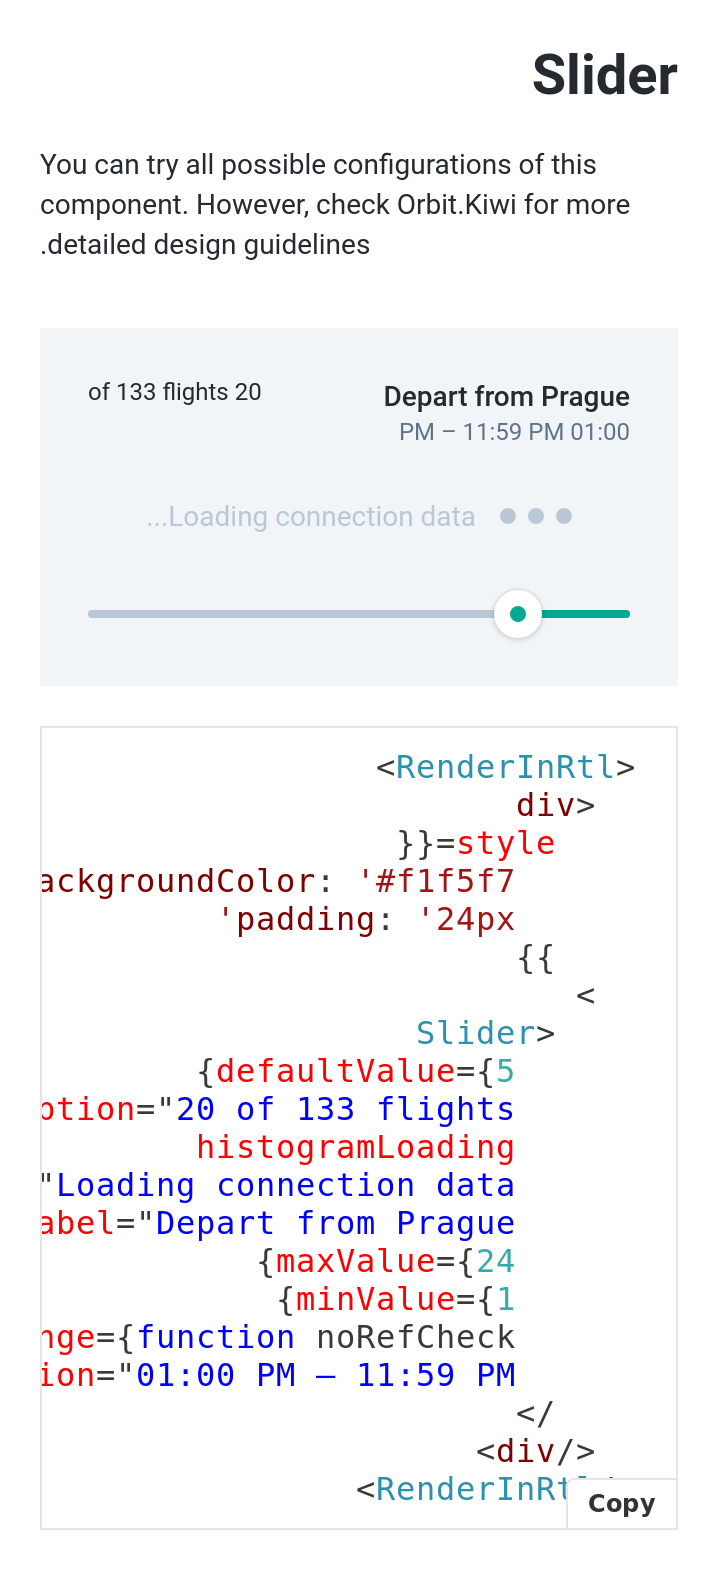 Slider
You can try all possible configurations of this
component. However, check Orbit.Kiwi for more
.detailed design guidelines
Depart from Prague
of 133 flights 20
PM – 11:59 PM 01:00
...Loading connection data
<RenderInRtl>
div>
}}=style
ackgroundColor: '#f1f5f7
'padding: '24px
{{
<
Slider>
{defaultValue={5
ption="20 of 133 flights
histogramLoading
"Loading connection data
abel="Depart from Prague
{maxValue={24
{minValue={1
nge={function noRefCheck
ion="01:00 PM – 11:59 PM
</
<div/>
<RenderInRtl
Copy